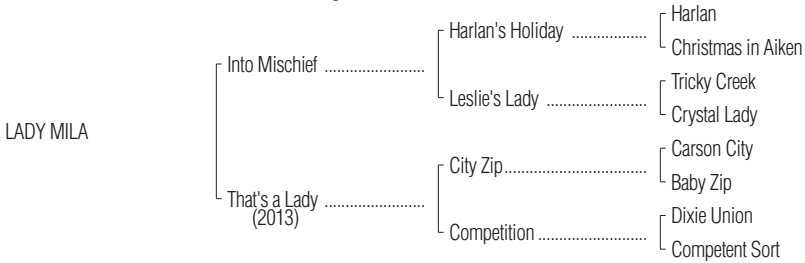 Harlan
Harlan's Holiday ..................
Christmas in Aiken
Into Mischief ........................
Tricky Creek
Leslie's Lady ........................
Crystal Lady
LADY MILA
Carson City
City Zip..................................
Baby Zip
That's a Lady ........................
(2013)
Dixie Union
Competition ..........................
Competent Sort